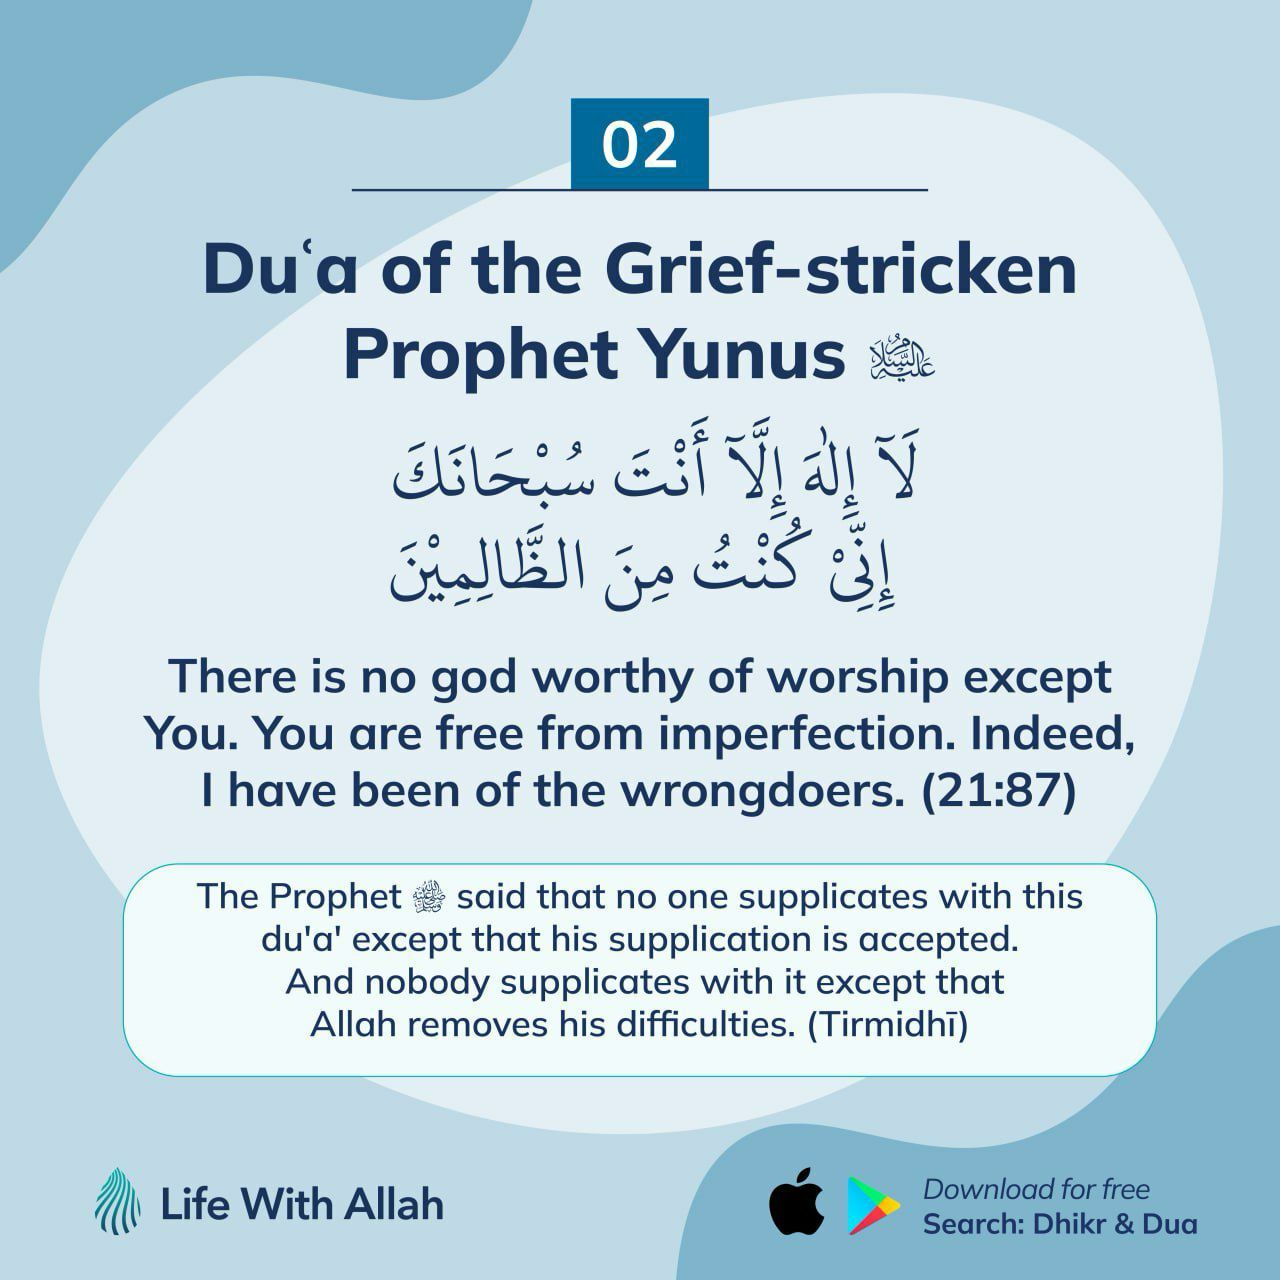 02
Duʿa of the Grief-stricken
Prophet Yunus عليه السلام
لَآ إِلٰهَ إِلَّآ أَنْتَ سُبْحَانَكَ
إِنِّيْ كُنْتُ مِنَ الظَّالِمِيْنَ
There is no god worthy of worship except
You. You are free from imperfection. Indeed,
I have been of the wrongdoers. (21:87)
The Prophet ﷺ said that no one supplicates with this
du'a' except that his supplication is accepted.
And nobody supplicates with it except that
Allah removes his difficulties. (Tirmidhī)
Life With Allah
Download for free
Search: Dhikr & Dua